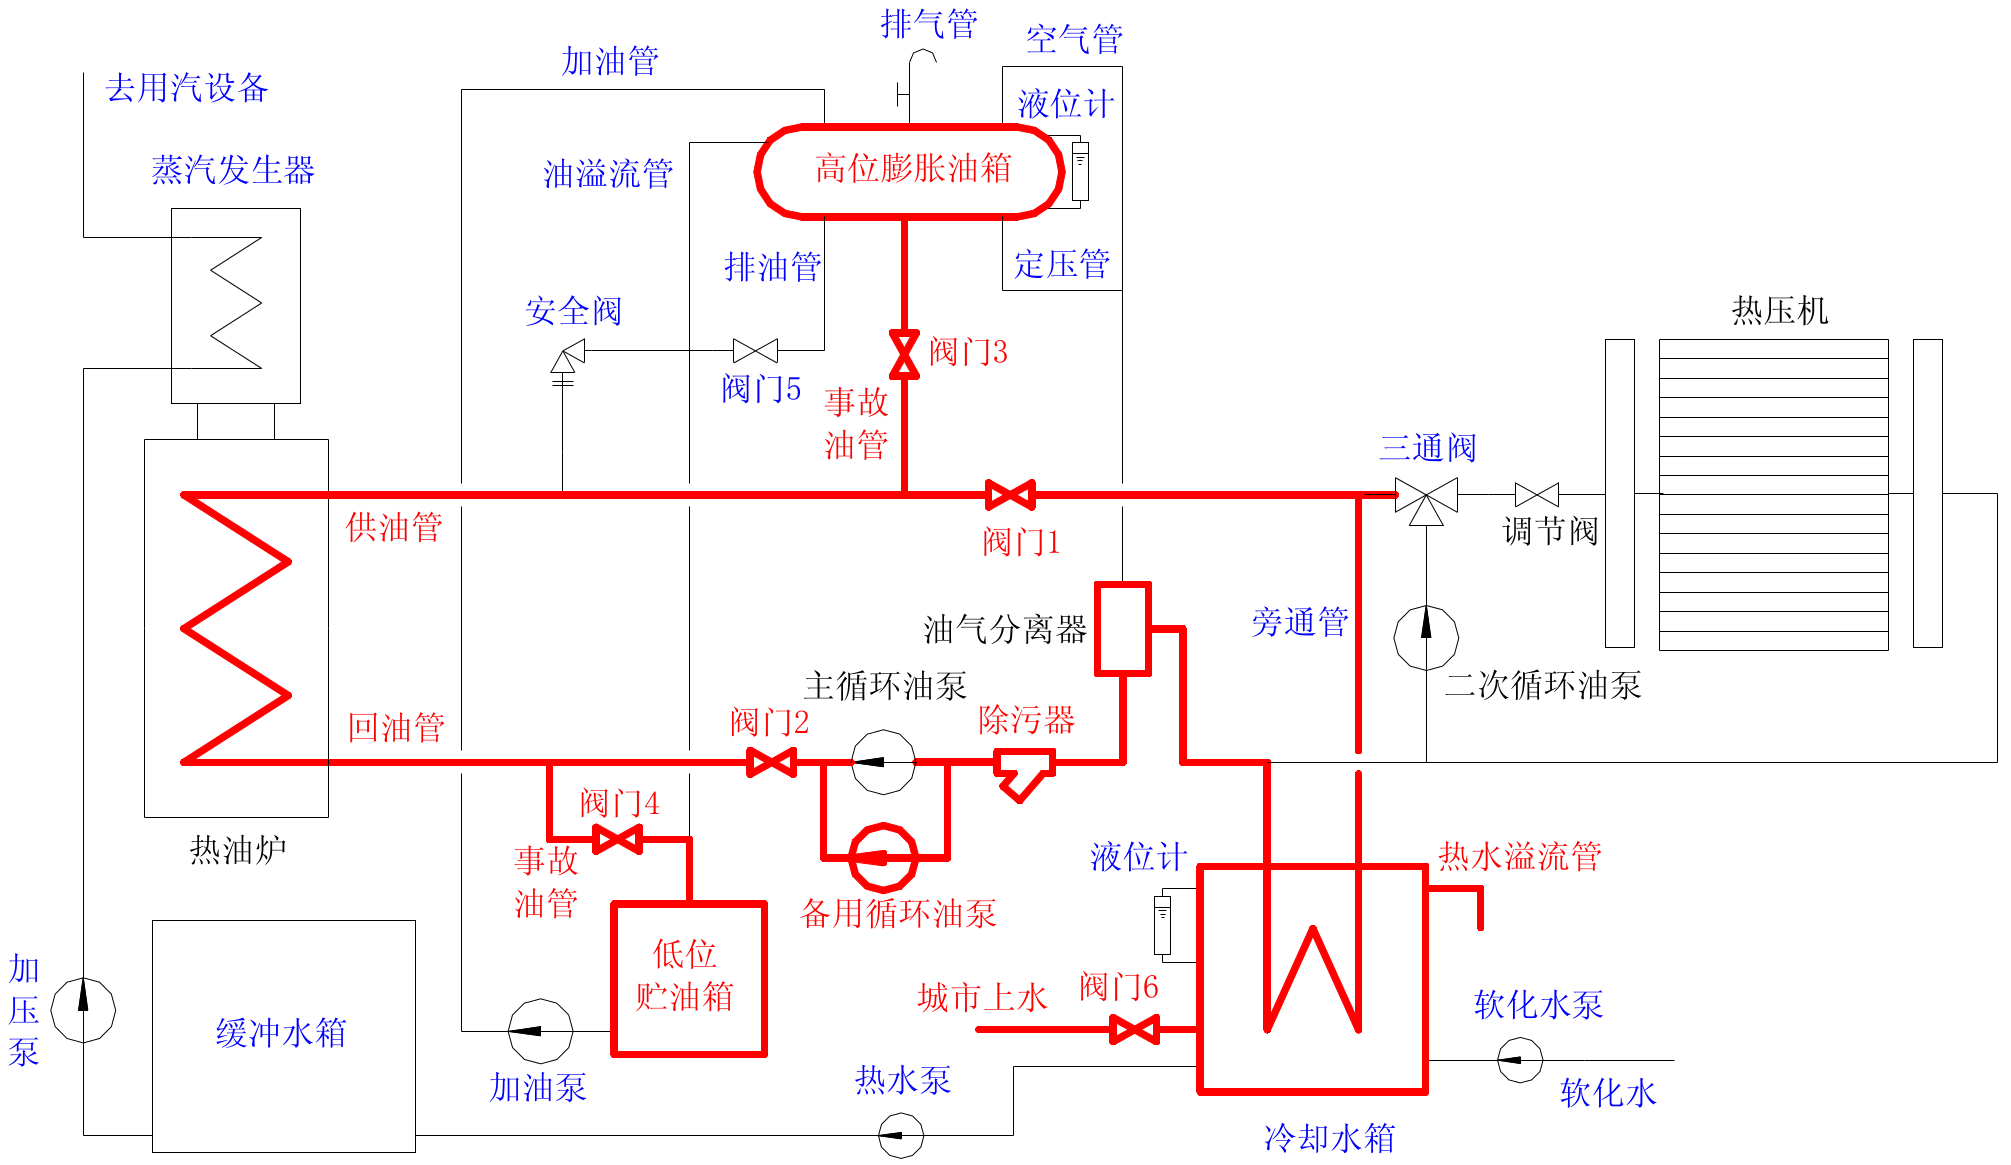 排气管
空气管
加油管
去用汽设备
液位计
蒸汽发生器
油溢流管
高位膨胀油箱
排油管
定压管
安全阀
热压机
阀门3
阀门5
事故
油管
三通阀
供油管
阀门1
调节阀
油气分离器
旁通管
主循环油泵
二次循环油泵
回油管
阀门2
除污器
阀门4
热油炉
事故
油管
液位计
热水溢流管
备用循环油泵
低位
贮油箱
加
压
泵
缓冲水箱
城市上水
阀门6
软化水泵
加油泵
热水泵
软化水
冷却水箱